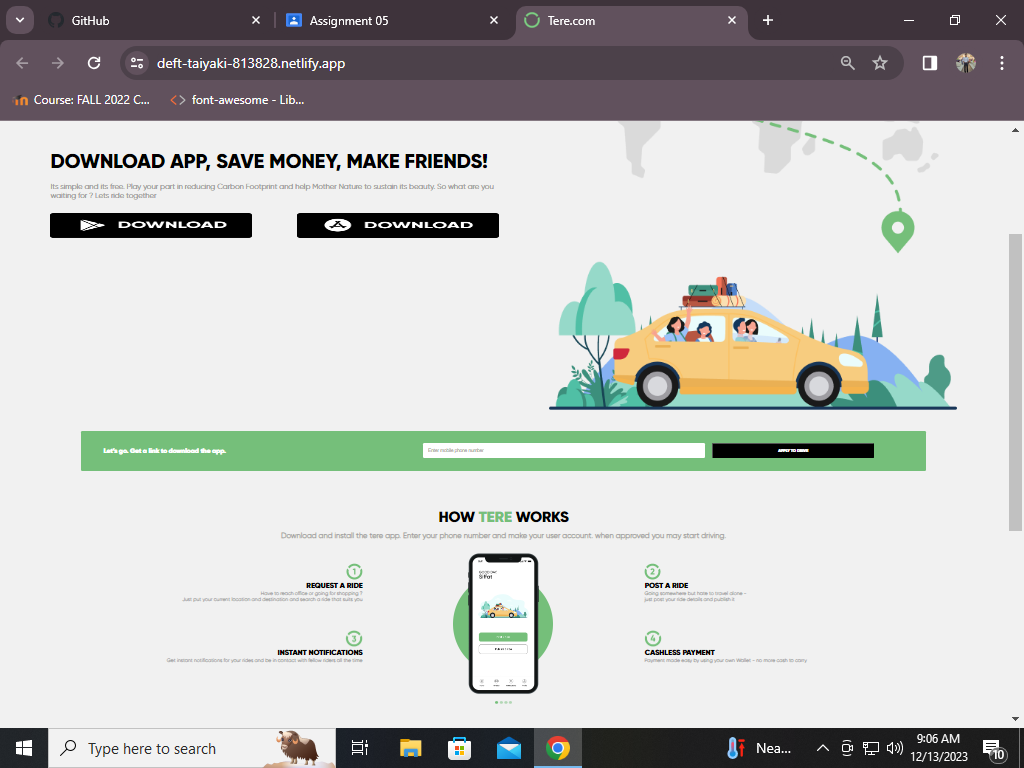 GitHub
Assignment 05
Tere.com
deft-taiyaki-813828.netlify.app
Course: FALL 2022 C...
font-awesome - Lib...
DOWNLOAD APP, SAVE MONEY, MAKE FRIENDS!
Its simple and its free. Play your part in reducing Carbon Footprint and help Mother Nature to sustain its beauty. So what are you
waiting for ? Lets ride together
DOWNLOAD
DOWNLOAD
Let's go. Get a link to download the app.
Enter mobile phone number
APPLY TO DRIVE
HOW TERE WORKS
Download and install the tere app. Enter your phone number and make your user account. when approved you may start driving.
1
REQUEST A RIDE
Have to reach office or going for shopping ?
Just put your current location and destination and search a ride that suits you
2
POST A RIDE
Going somewhere but hate to travel alone -
just post your ride details and publish it
3
INSTANT NOTIFICATIONS
Get instant notifications for your rides and be in contact with fellow riders all the time
4
CASHLESS PAYMENT
Payment made easy by using your own Wallet - no more cash to carry
GOOD DAY
Siffat
Type here to search
Nea...
9:06 AM
12/13/2023
10